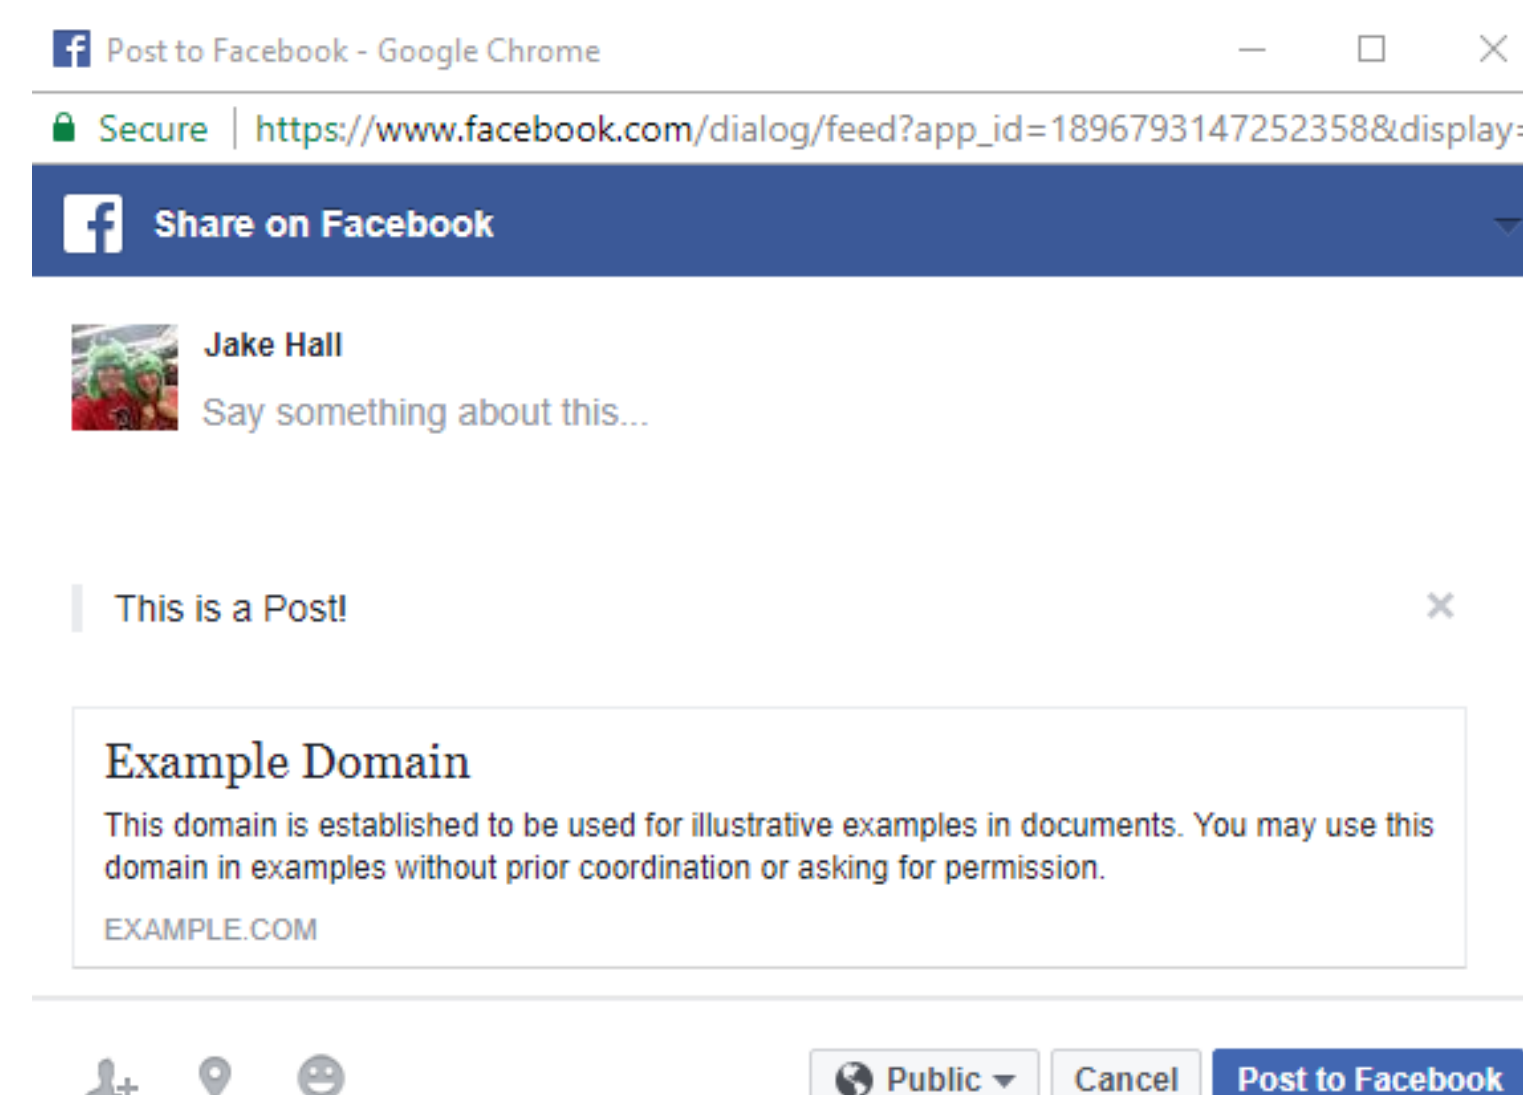 Post to Facebook - Google Chrome
Secure | https://www.facebook.com/dialog/feed?app_id=1896793147252358&display=
Share on Facebook
Jake Hall
Say something about this...
This is a Post!
Example Domain
This domain is established to be used for illustrative examples in documents. You may use this
domain in examples without prior coordination or asking for permission.
EXAMPLE.COM
Public Cancel Post to Facebook